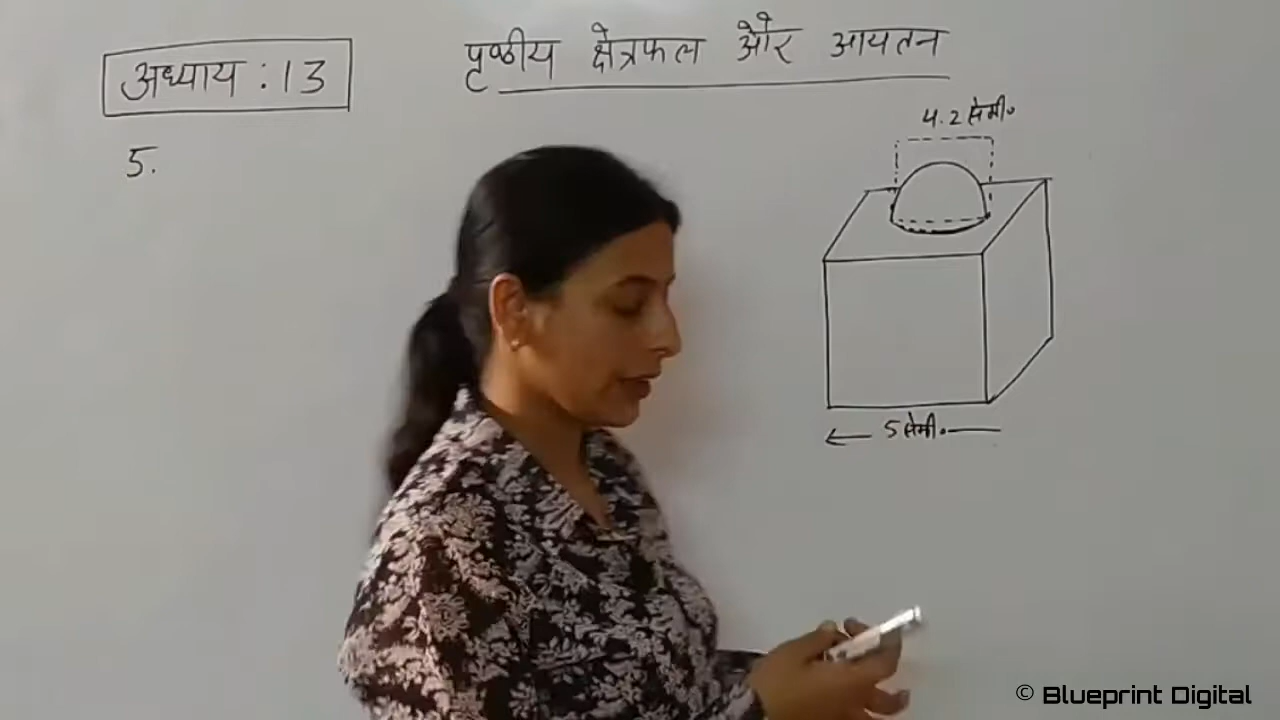 अध्याय : 13
पृष्ठीय क्षेत्रफल और आयतन
5.
4.2 सेमी.
5 सेमी.
© Blueprint Digital